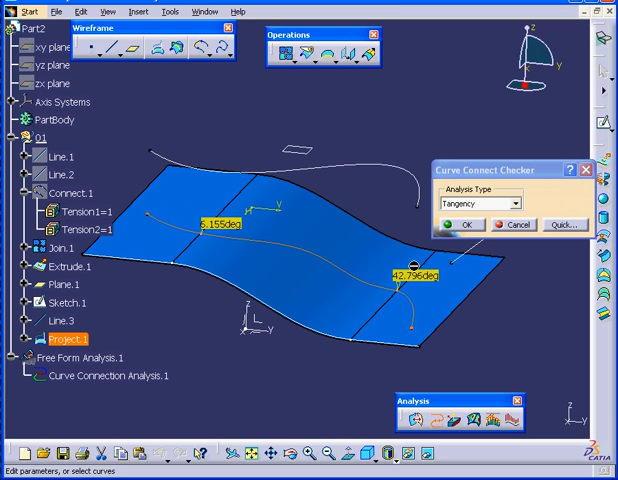 Start File Edit View Insert Tools Window Help
Part2
Wireframe
Operations
xy plane
yz plane
zx plane
Axis Systems
PartBody
01
Line.1
Line.2
Connect.1
Tension1=1
Tension2=1
Join.1
Extrude.1
Plane.1
Sketch.1
Line.3
Project.1
Free Form Analysis.1
Curve Connection Analysis.1
z
y
6.155deg
H
y
42.796deg
z
L
y
Curve Connect Checker
Analysis Type
Tangency
OK Cancel Quick...
Analysis
z
y
CATIA
Edit parameters, or select curves